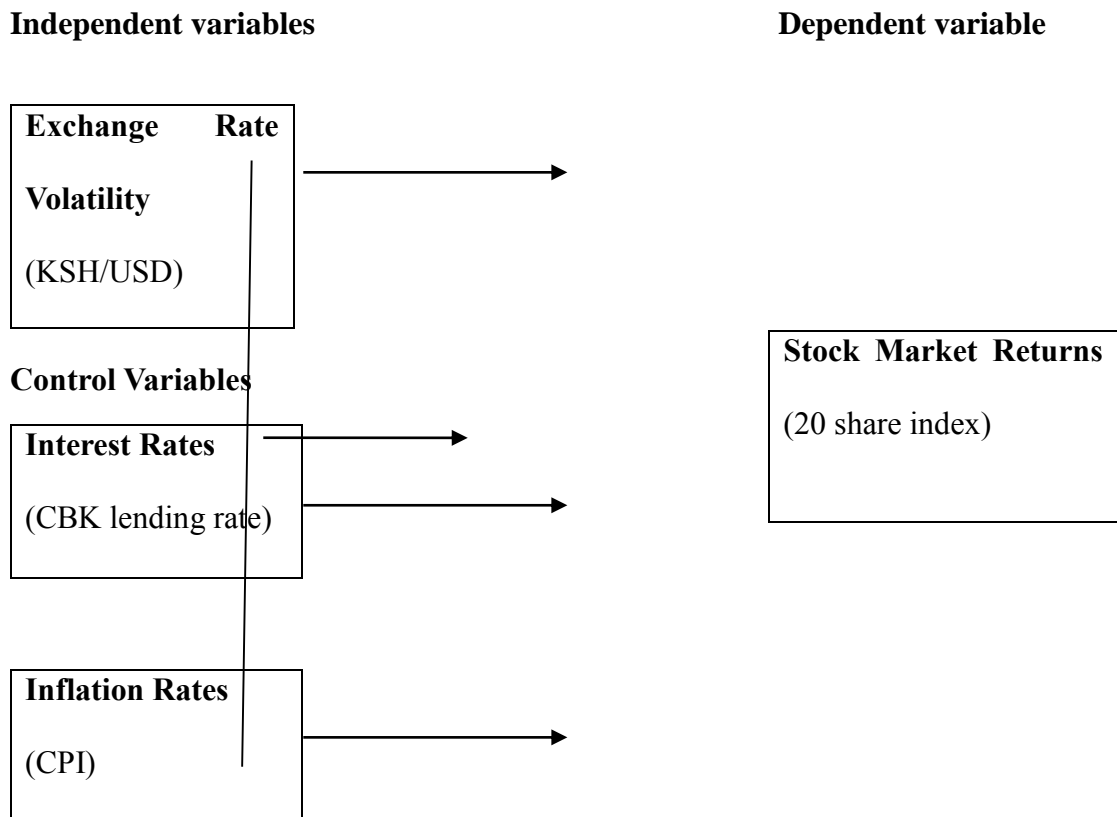 Independent variables
Dependent variable
Exchange Rate
Volatility
(KSH/USD)
Stock Market Returns
(20 share index)
Control Variables
Interest Rates
(CBK lending rate)
Inflation Rates
(CPI)